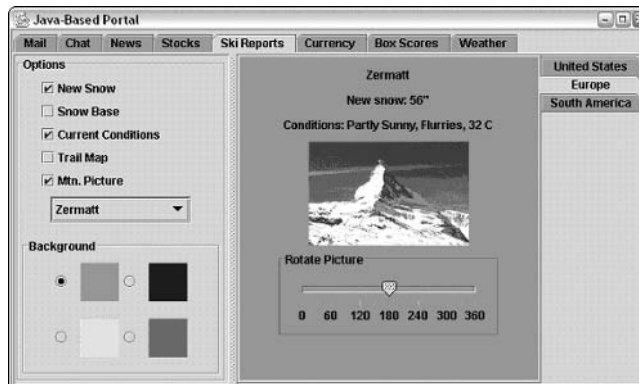 Java-Based Portal
Mail Chat News Stocks Ski Reports Currency Box Scores Weather
Options
New Snow
Snow Base
Current Conditions
Trail Map
Mtn. Picture
Zermatt
Background
Zermatt
New snow: 56"
Conditions: Partly Sunny, Flurries, 32 C
Rotate Picture
0 60 120 180 240 300 360
United States
Europe
South America